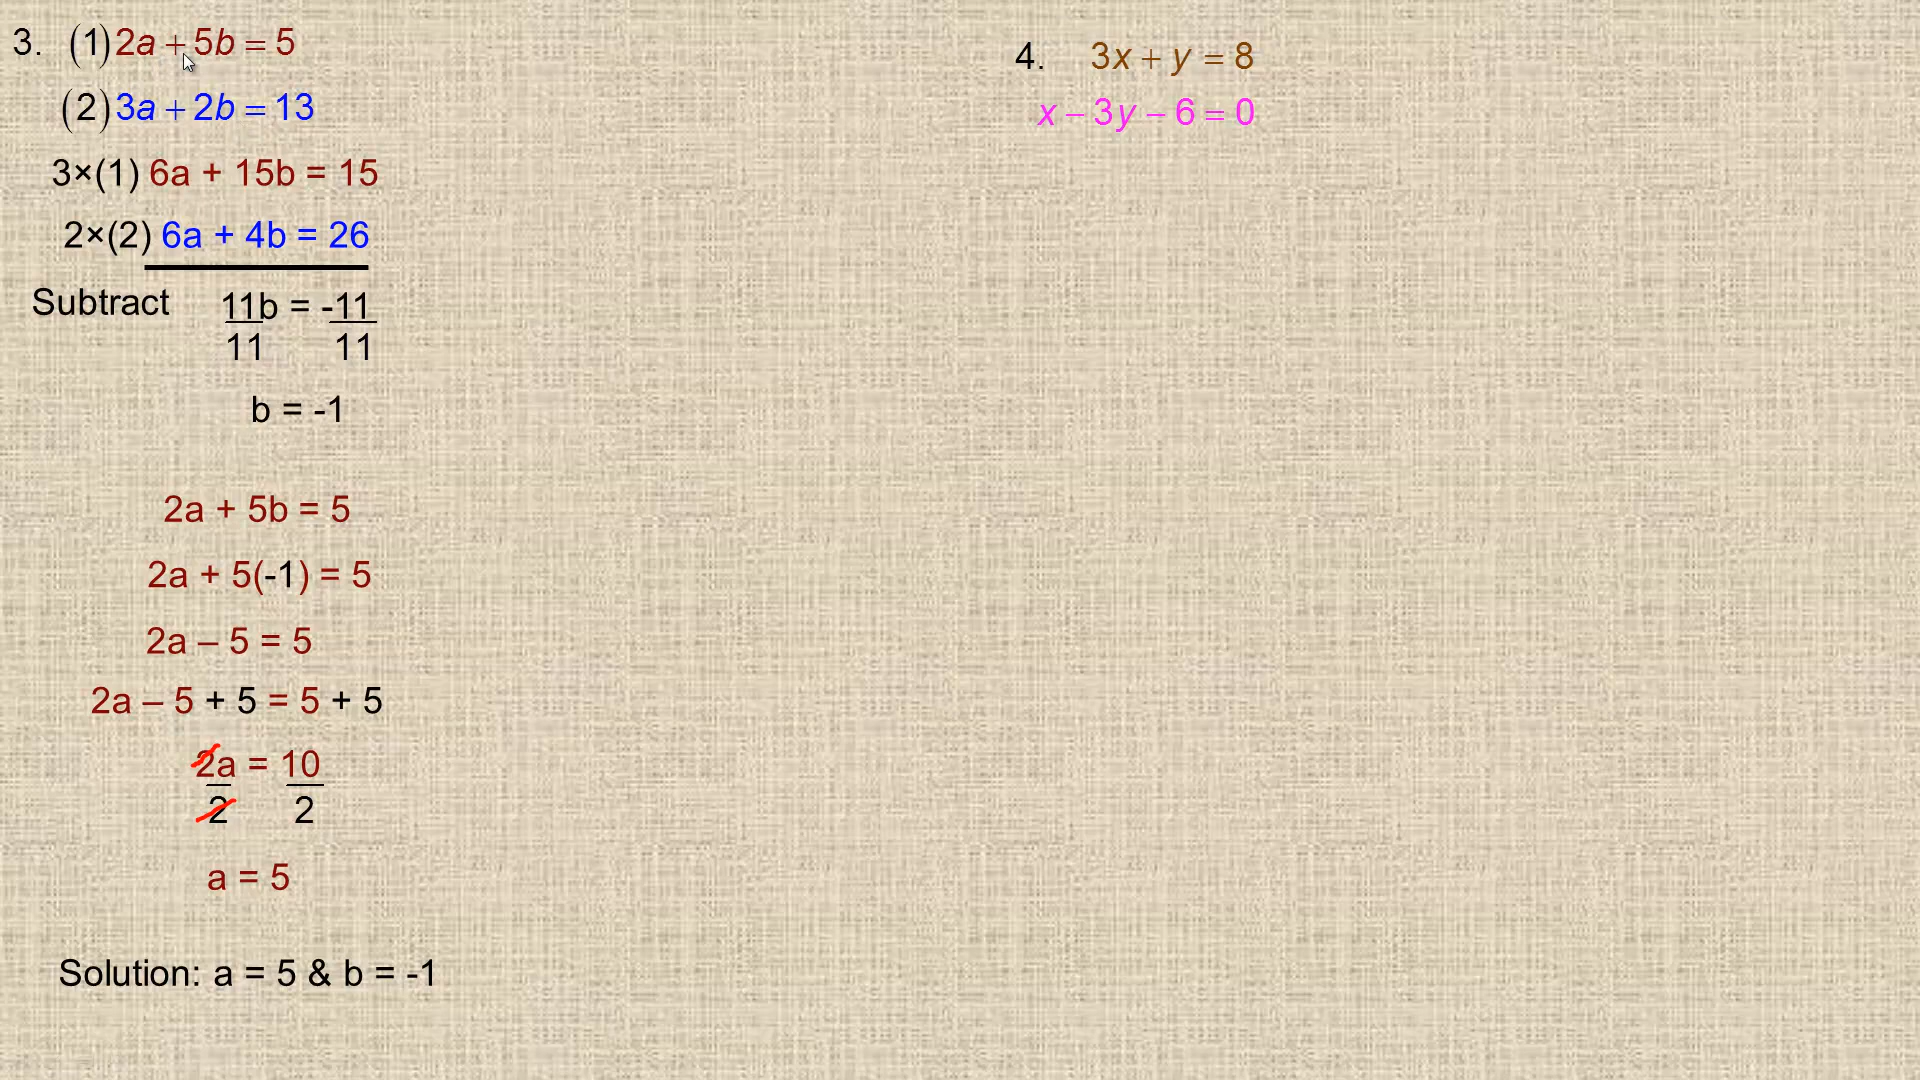 3. (1) 2a + 5b = 5
(2) 3a + 2b = 13
3×(1) 6a + 15b = 15
2×(2) 6a + 4b = 26
Subtract 11b = -11
11 11
b = -1
2a + 5b = 5
2a + 5(-1) = 5
2a – 5 = 5
2a – 5 + 5 = 5 + 5
2a = 10
2 2
a = 5
Solution: a = 5 & b = -1
4. 3x + y = 8
x – 3y – 6 = 0